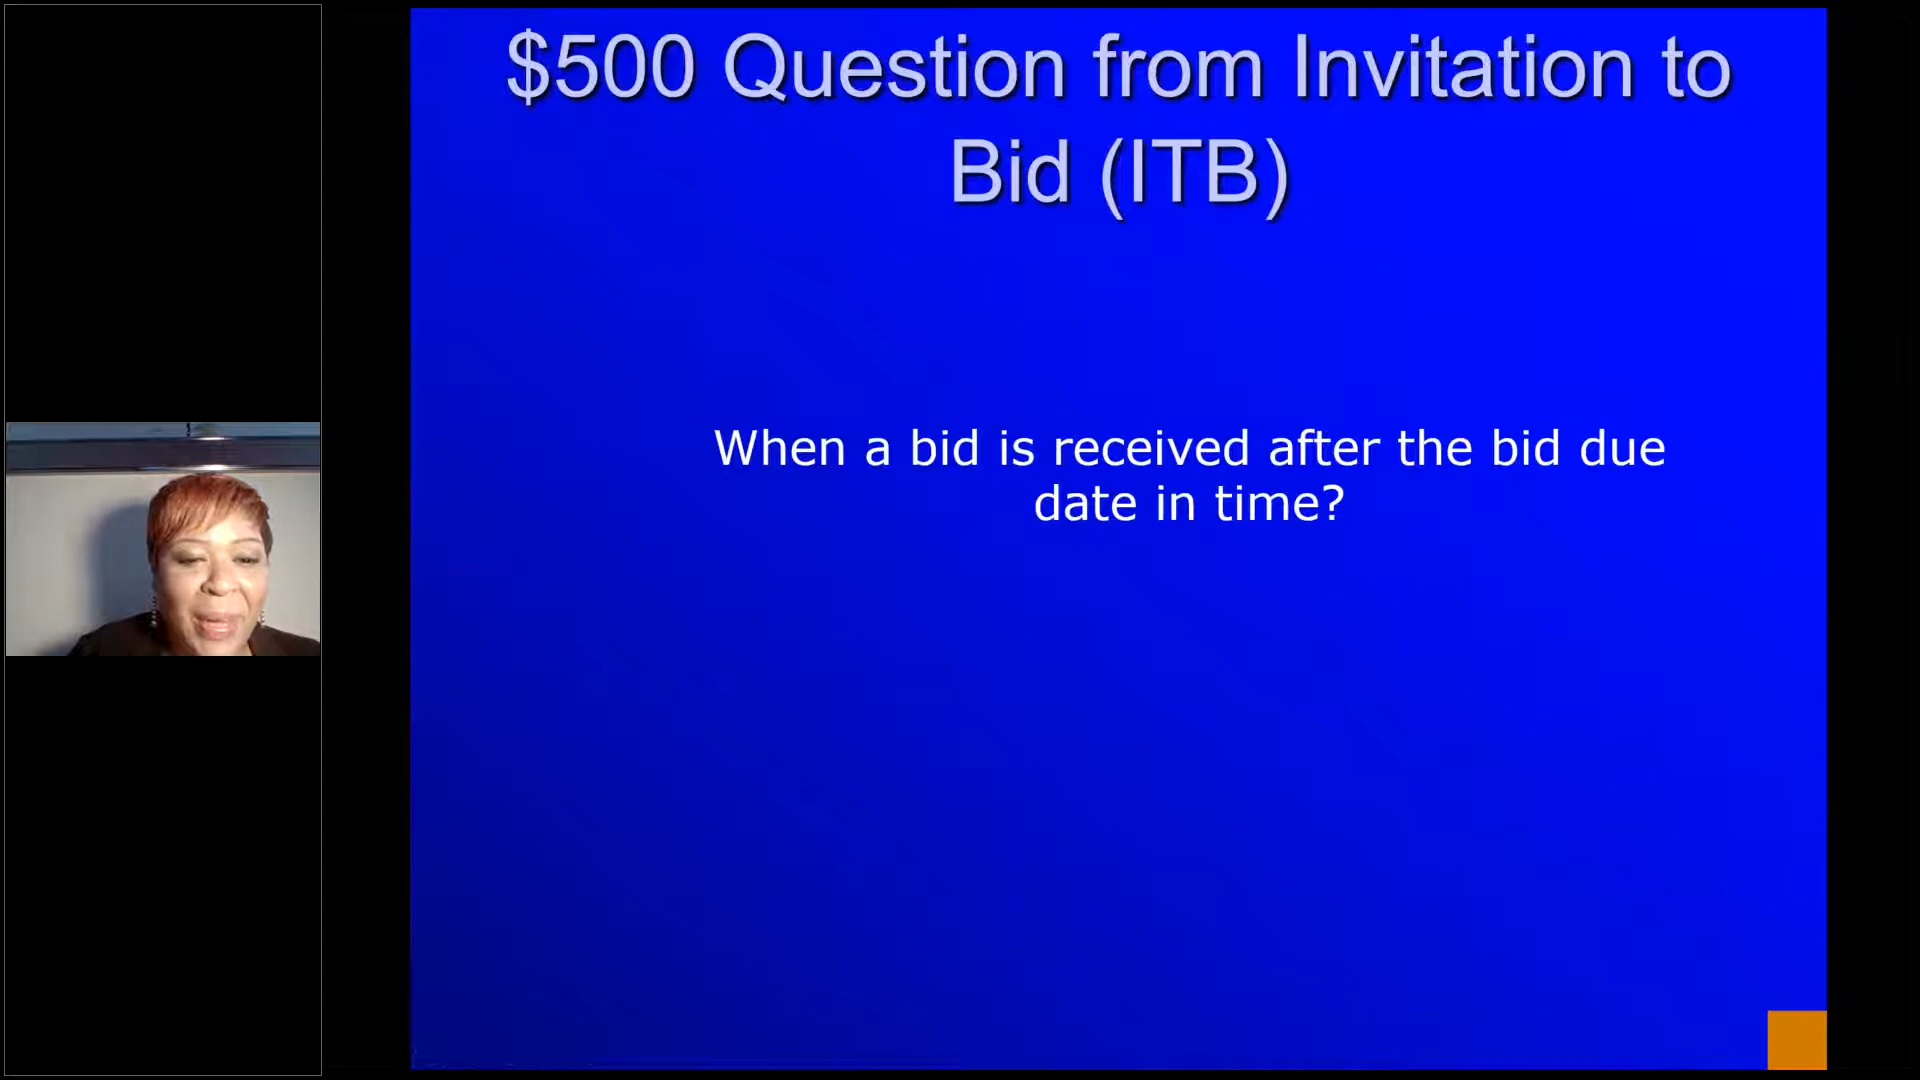 $500 Question from Invitation to
Bid (ITB)
When a bid is received after the bid due
date in time?